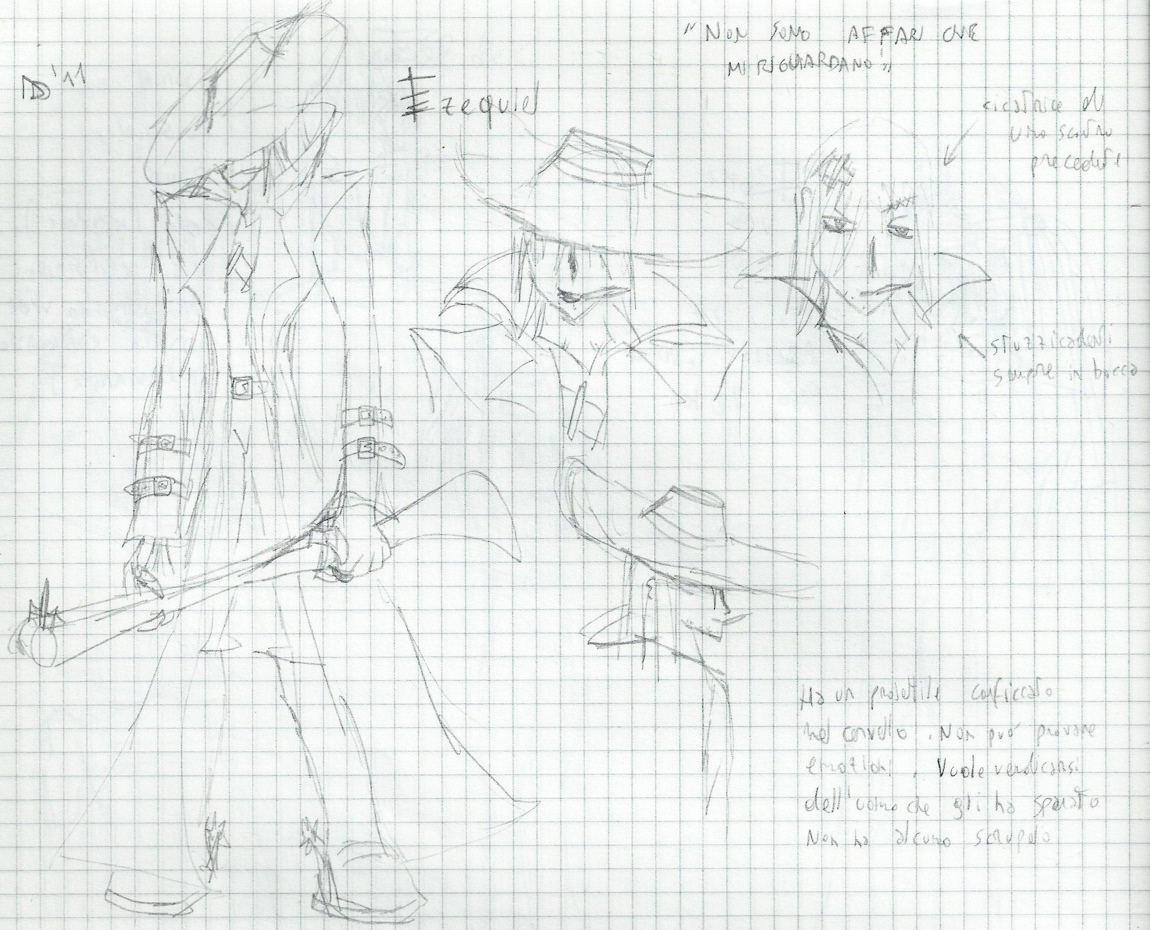 "NON SONO AFFARI CHE
MI RIGUARDANO"
DD '11
Ezequiel
cicatrice di
uno scontro
precedente
stuzzicadenti
sempre in bocca
Ha un proiettile conficcato
nel cervello. Non può provare
emozioni. Vuole vendicarsi
dell'uomo che gli ha sparato
Non ha alcuno scrupolo